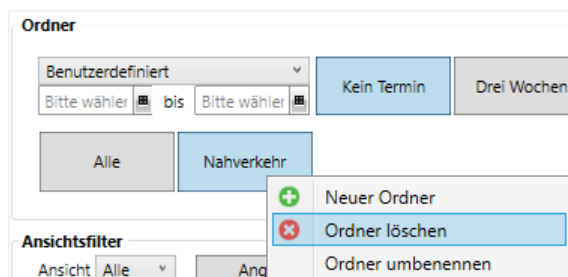 Ordner
Benutzerdefiniert
Bitte wähler bis Bitte wähler
Kein Termin
Drei Wochen
Alle
Nahverkehr
Neuer Ordner
Ordner löschen
Ordner umbenennen
Ansichtsfilter
Ansicht Alle
Ang